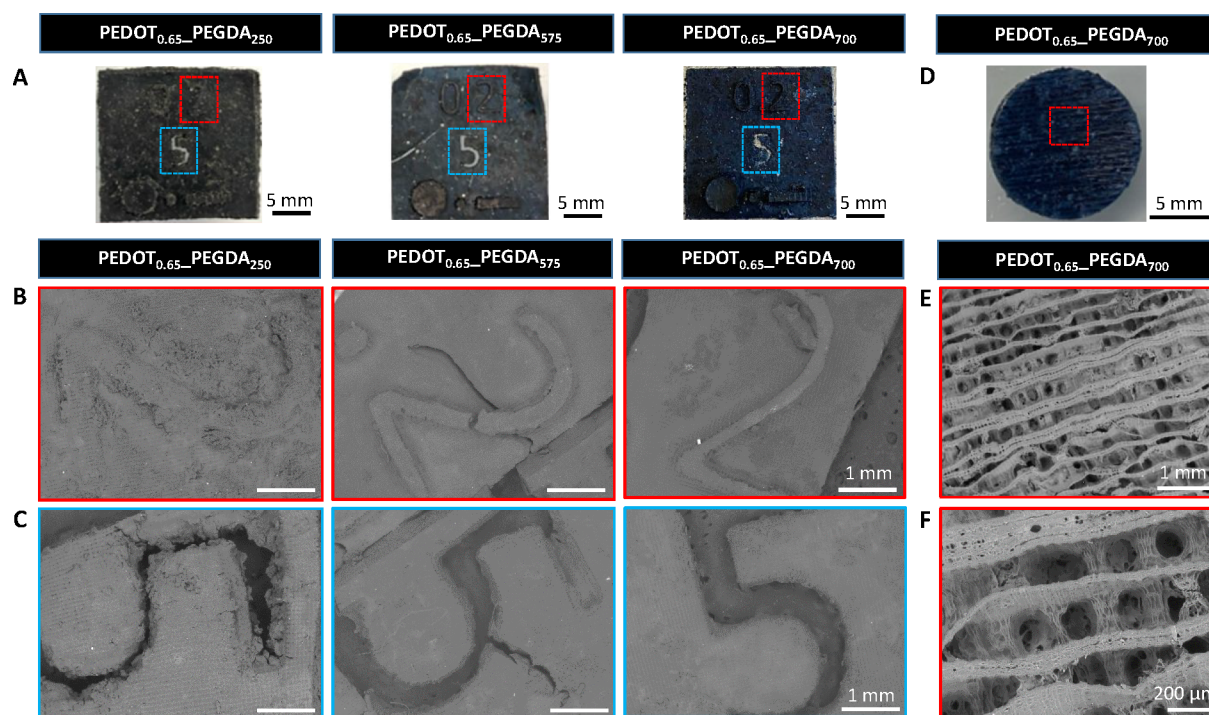 PEDOT0.65_PEGDA250 PEDOT0.65_PEGDA575 PEDOT0.65_PEGDA700 PEDOT0.65_PEGDA700
A D
02 02
5 5 5
5 mm 5 mm 5 mm 5 mm
PEDOT0.65_PEGDA250 PEDOT0.65_PEGDA575 PEDOT0.65_PEGDA700 PEDOT0.65_PEGDA700
B E
1 mm 1 mm
C F
1 mm 200 µm